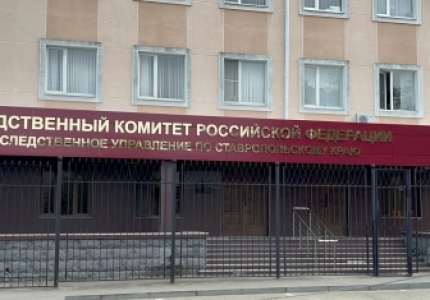 ДСТВЕННЫЙ КОМИТЕТ РОССИЙСКОЙ ФЕДЕРАЦИИ
СЛЕДСТВЕННОЕ УПРАВЛЕНИЕ ПО СТАВРОПОЛЬСКОМУ КРАЮ